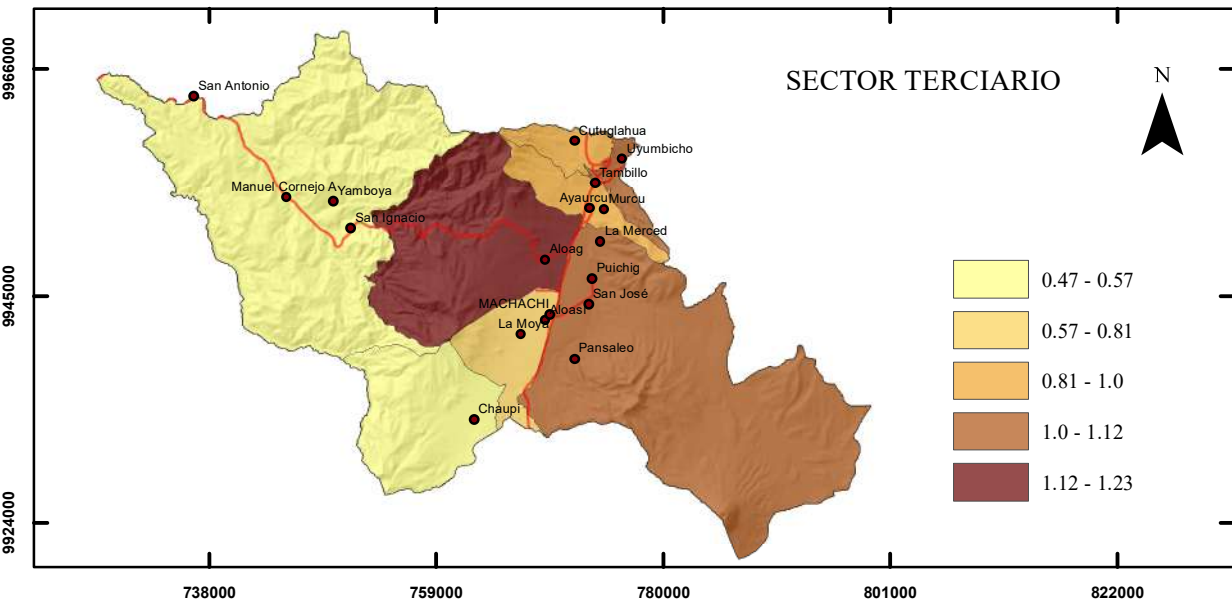 SECTOR TERCIARIO
N
San Antonio
Cutuglahua
Uyumbicho
Tambillo
Manuel Cornejo A
Yamboya
Ayaurcu
Murcu
San Ignacio
La Merced
Aloag
Puichig
San José
MACHACHI
Aloasi
La Moya
Pansaleo
Chaupi
0.47 - 0.57
0.57 - 0.81
0.81 - 1.0
1.0 - 1.12
1.12 - 1.23
9966000
9945000
9924000
738000
759000
780000
801000
822000